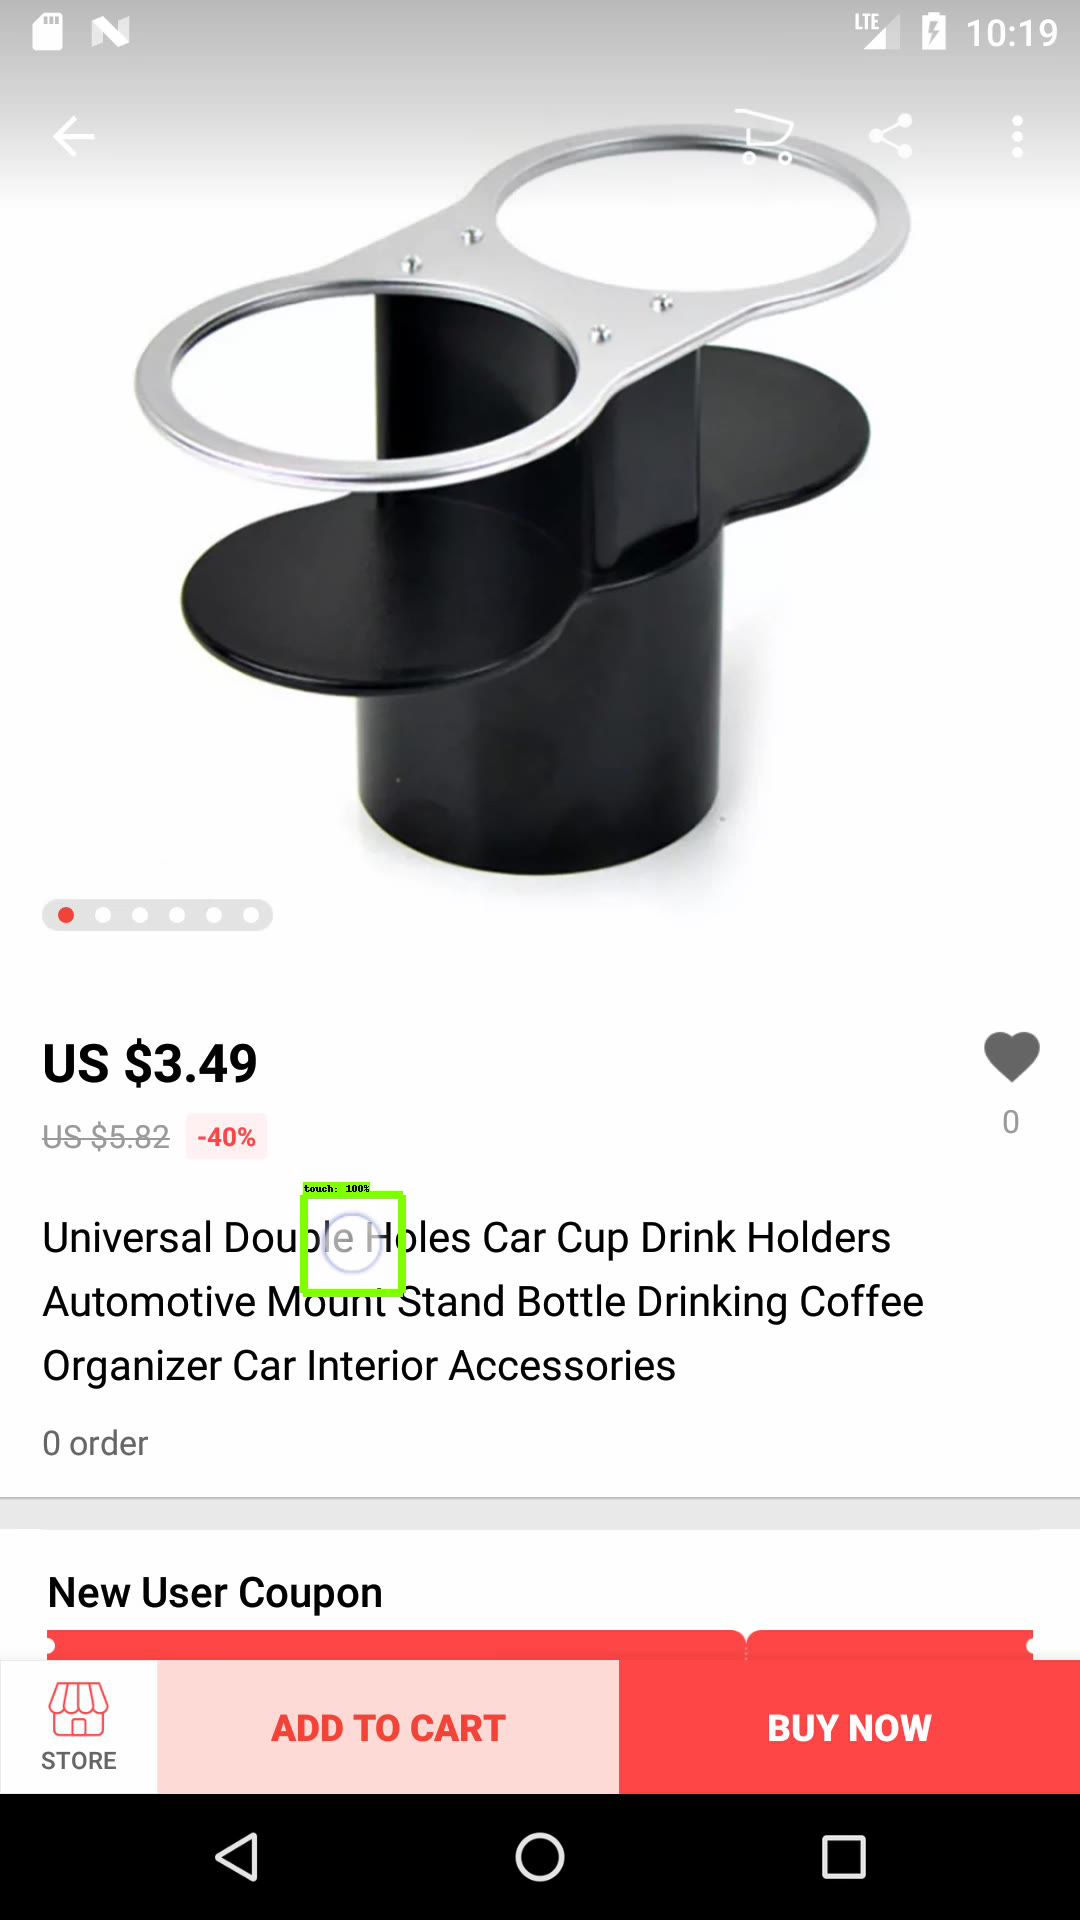 LTE 10:19
US $3.49
US $5.82 -40%
0
touch: 100%
Universal Double Holes Car Cup Drink Holders
Automotive Mount Stand Bottle Drinking Coffee
Organizer Car Interior Accessories
0 order
New User Coupon
STORE
ADD TO CART
BUY NOW